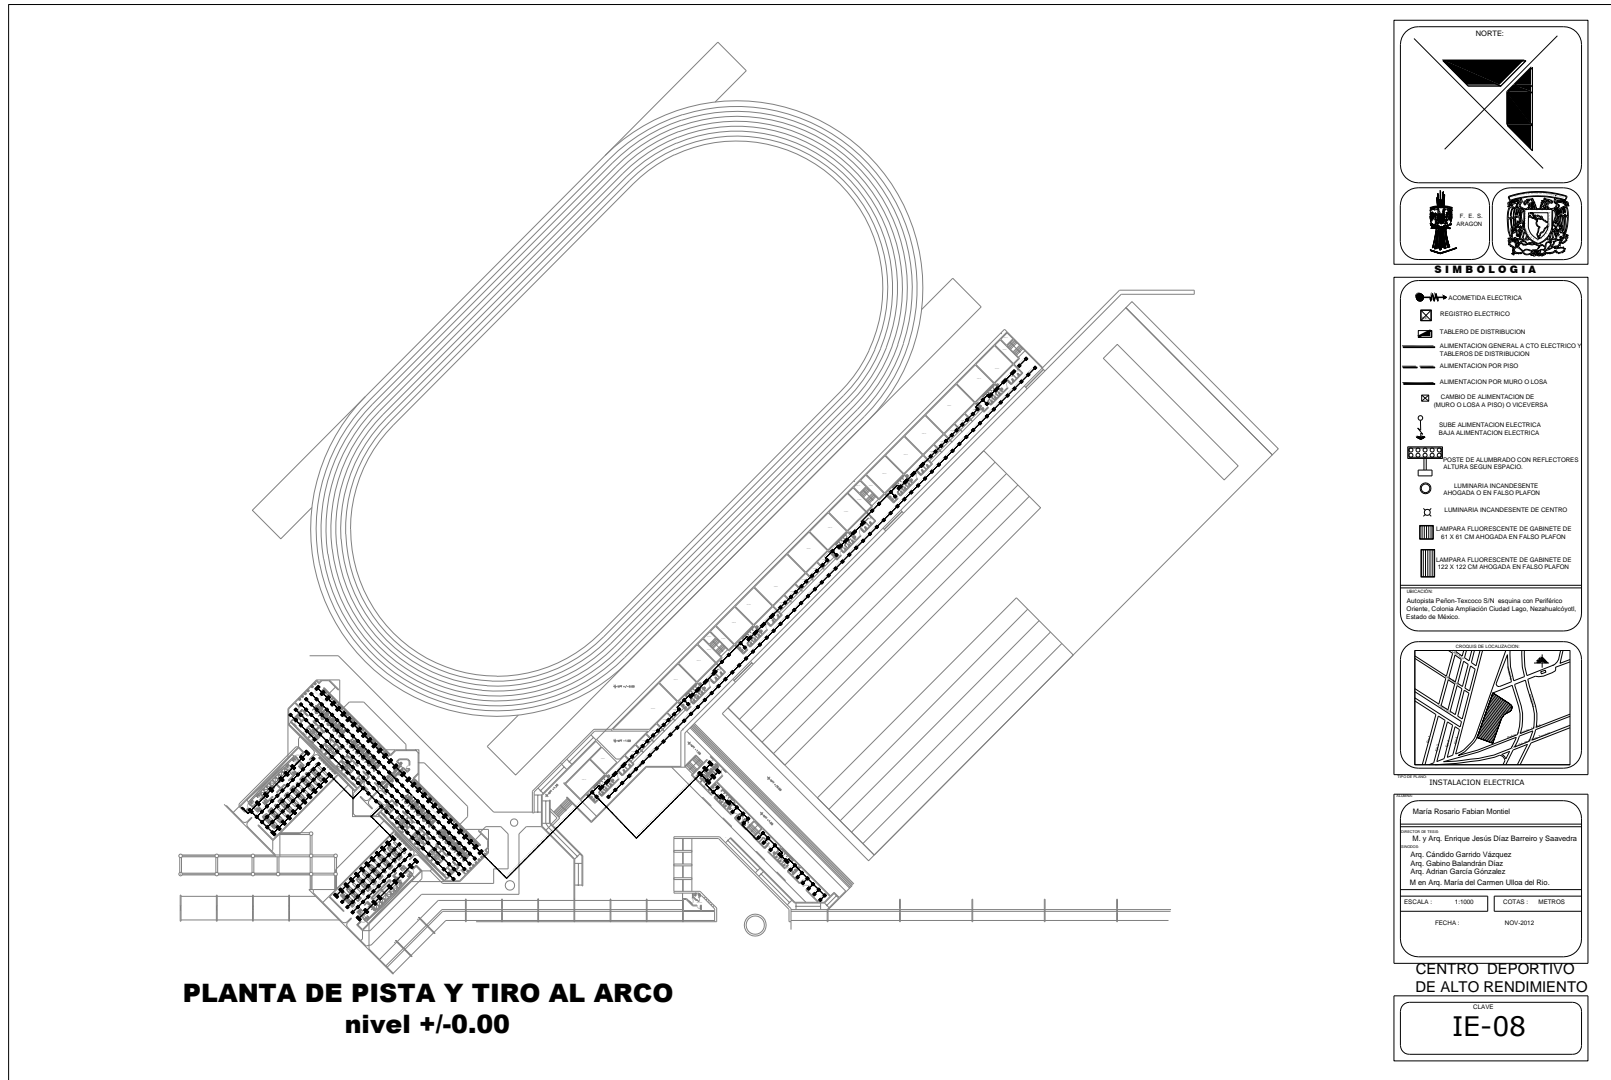 NORTE:
F. E. S.
ARAGON
SIMBOLOGIA
ACOMETIDA ELECTRICA
REGISTRO ELECTRICO
TABLERO DE DISTRIBUCION
ALIMENTACION GENERAL A CTO ELECTRICO Y
TABLEROS DE DISTRIBUCION
ALIMENTACION POR PISO
ALIMENTACION POR MURO O LOSA
CAMBIO DE ALIMENTACION DE
(MURO O LOSA A PISO) O VICEVERSA
SUBE ALIMENTACION ELECTRICA
BAJA ALIMENTACION ELECTRICA
POSTE DE ALUMBRADO CON REFLECTORES
ALTURA SEGUN ESPACIO.
LUMINARIA INCANDESENTE
AHOGADA O EN FALSO PLAFON
LUMINARIA INCANDESENTE DE CENTRO
LAMPARA FLUORESCENTE DE GABINETE DE
61 X 61 CM AHOGADA EN FALSO PLAFON
LAMPARA FLUORESCENTE DE GABINETE DE
122 X 122 CM AHOGADA EN FALSO PLAFON
UBICACIÓN:
Autopista Peñon-Texcoco S/N esquina con Periférico
Oriente, Colonia Ampliación Ciudad Lago, Nezahualcóyotl,
Estado de México.
CROQUIS DE LOCALIZACION:
TIPO DE PLANO:
INSTALACION ELECTRICA
María Rosario Fabian Montiel
DIRECTOR DE TESIS:
M. y Arq. Enrique Jesús Díaz Barreiro y Saavedra
Arq. Cándido Garrido Vázquez
Arq. Gabino Balandrán Díaz
Arq. Adrian García Gónzalez
M en Arq. María del Carmen Ulloa del Río.
ESCALA : 1:1000 COTAS : METROS
FECHA : NOV-2012
CENTRO DEPORTIVO
DE ALTO RENDIMIENTO
CLAVE
IE-08
PLANTA DE PISTA Y TIRO AL ARCO
nivel +/-0.00